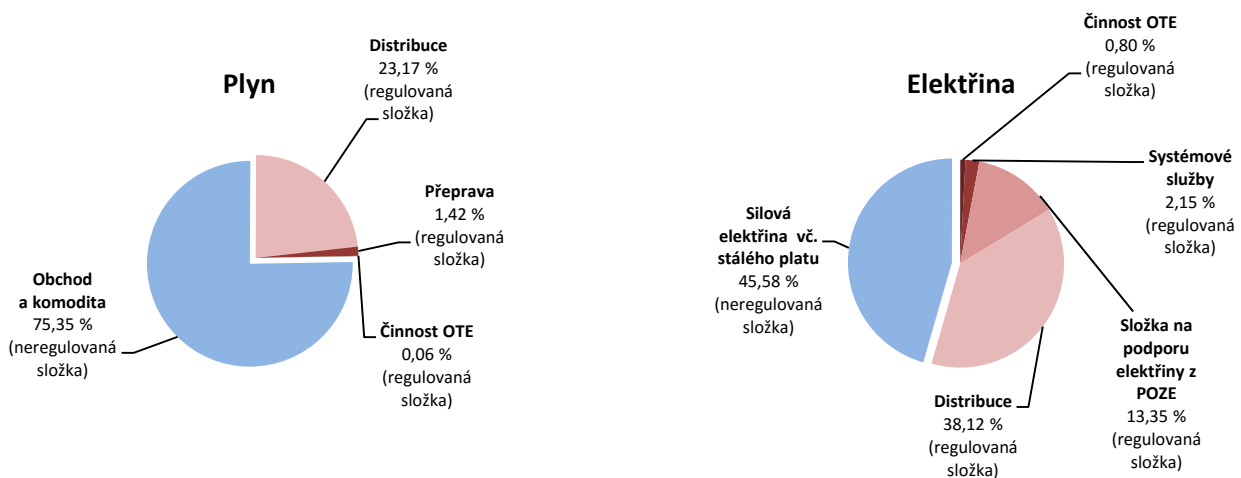 Plyn
Distribuce
23,17 %
(regulovaná
složka)
Přeprava
1,42 %
(regulovaná
složka)
Činnost OTE
0,06 %
(regulovaná
složka)
Obchod
a komodita
75,35 %
(neregulovaná
složka)
Elektřina
Činnost OTE
0,80 %
(regulovaná
složka)
Systémové
služby
2,15 %
(regulovaná
složka)
Složka na
podporu
elektřiny z
POZE
13,35 %
(regulovaná
složka)
Distribuce
38,12 %
(regulovaná
složka)
Silová
elektřina vč.
stálého platu
45,58 %
(neregulovaná
složka)